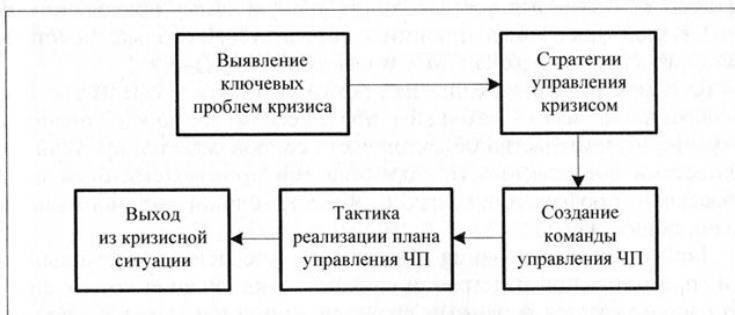 Выявление
ключевых
проблем кризиса
Стратегии
управления
кризисом
Создание
команды
управления ЧП
Тактика
реализации плана
управления ЧП
Выход
из кризисной
ситуации